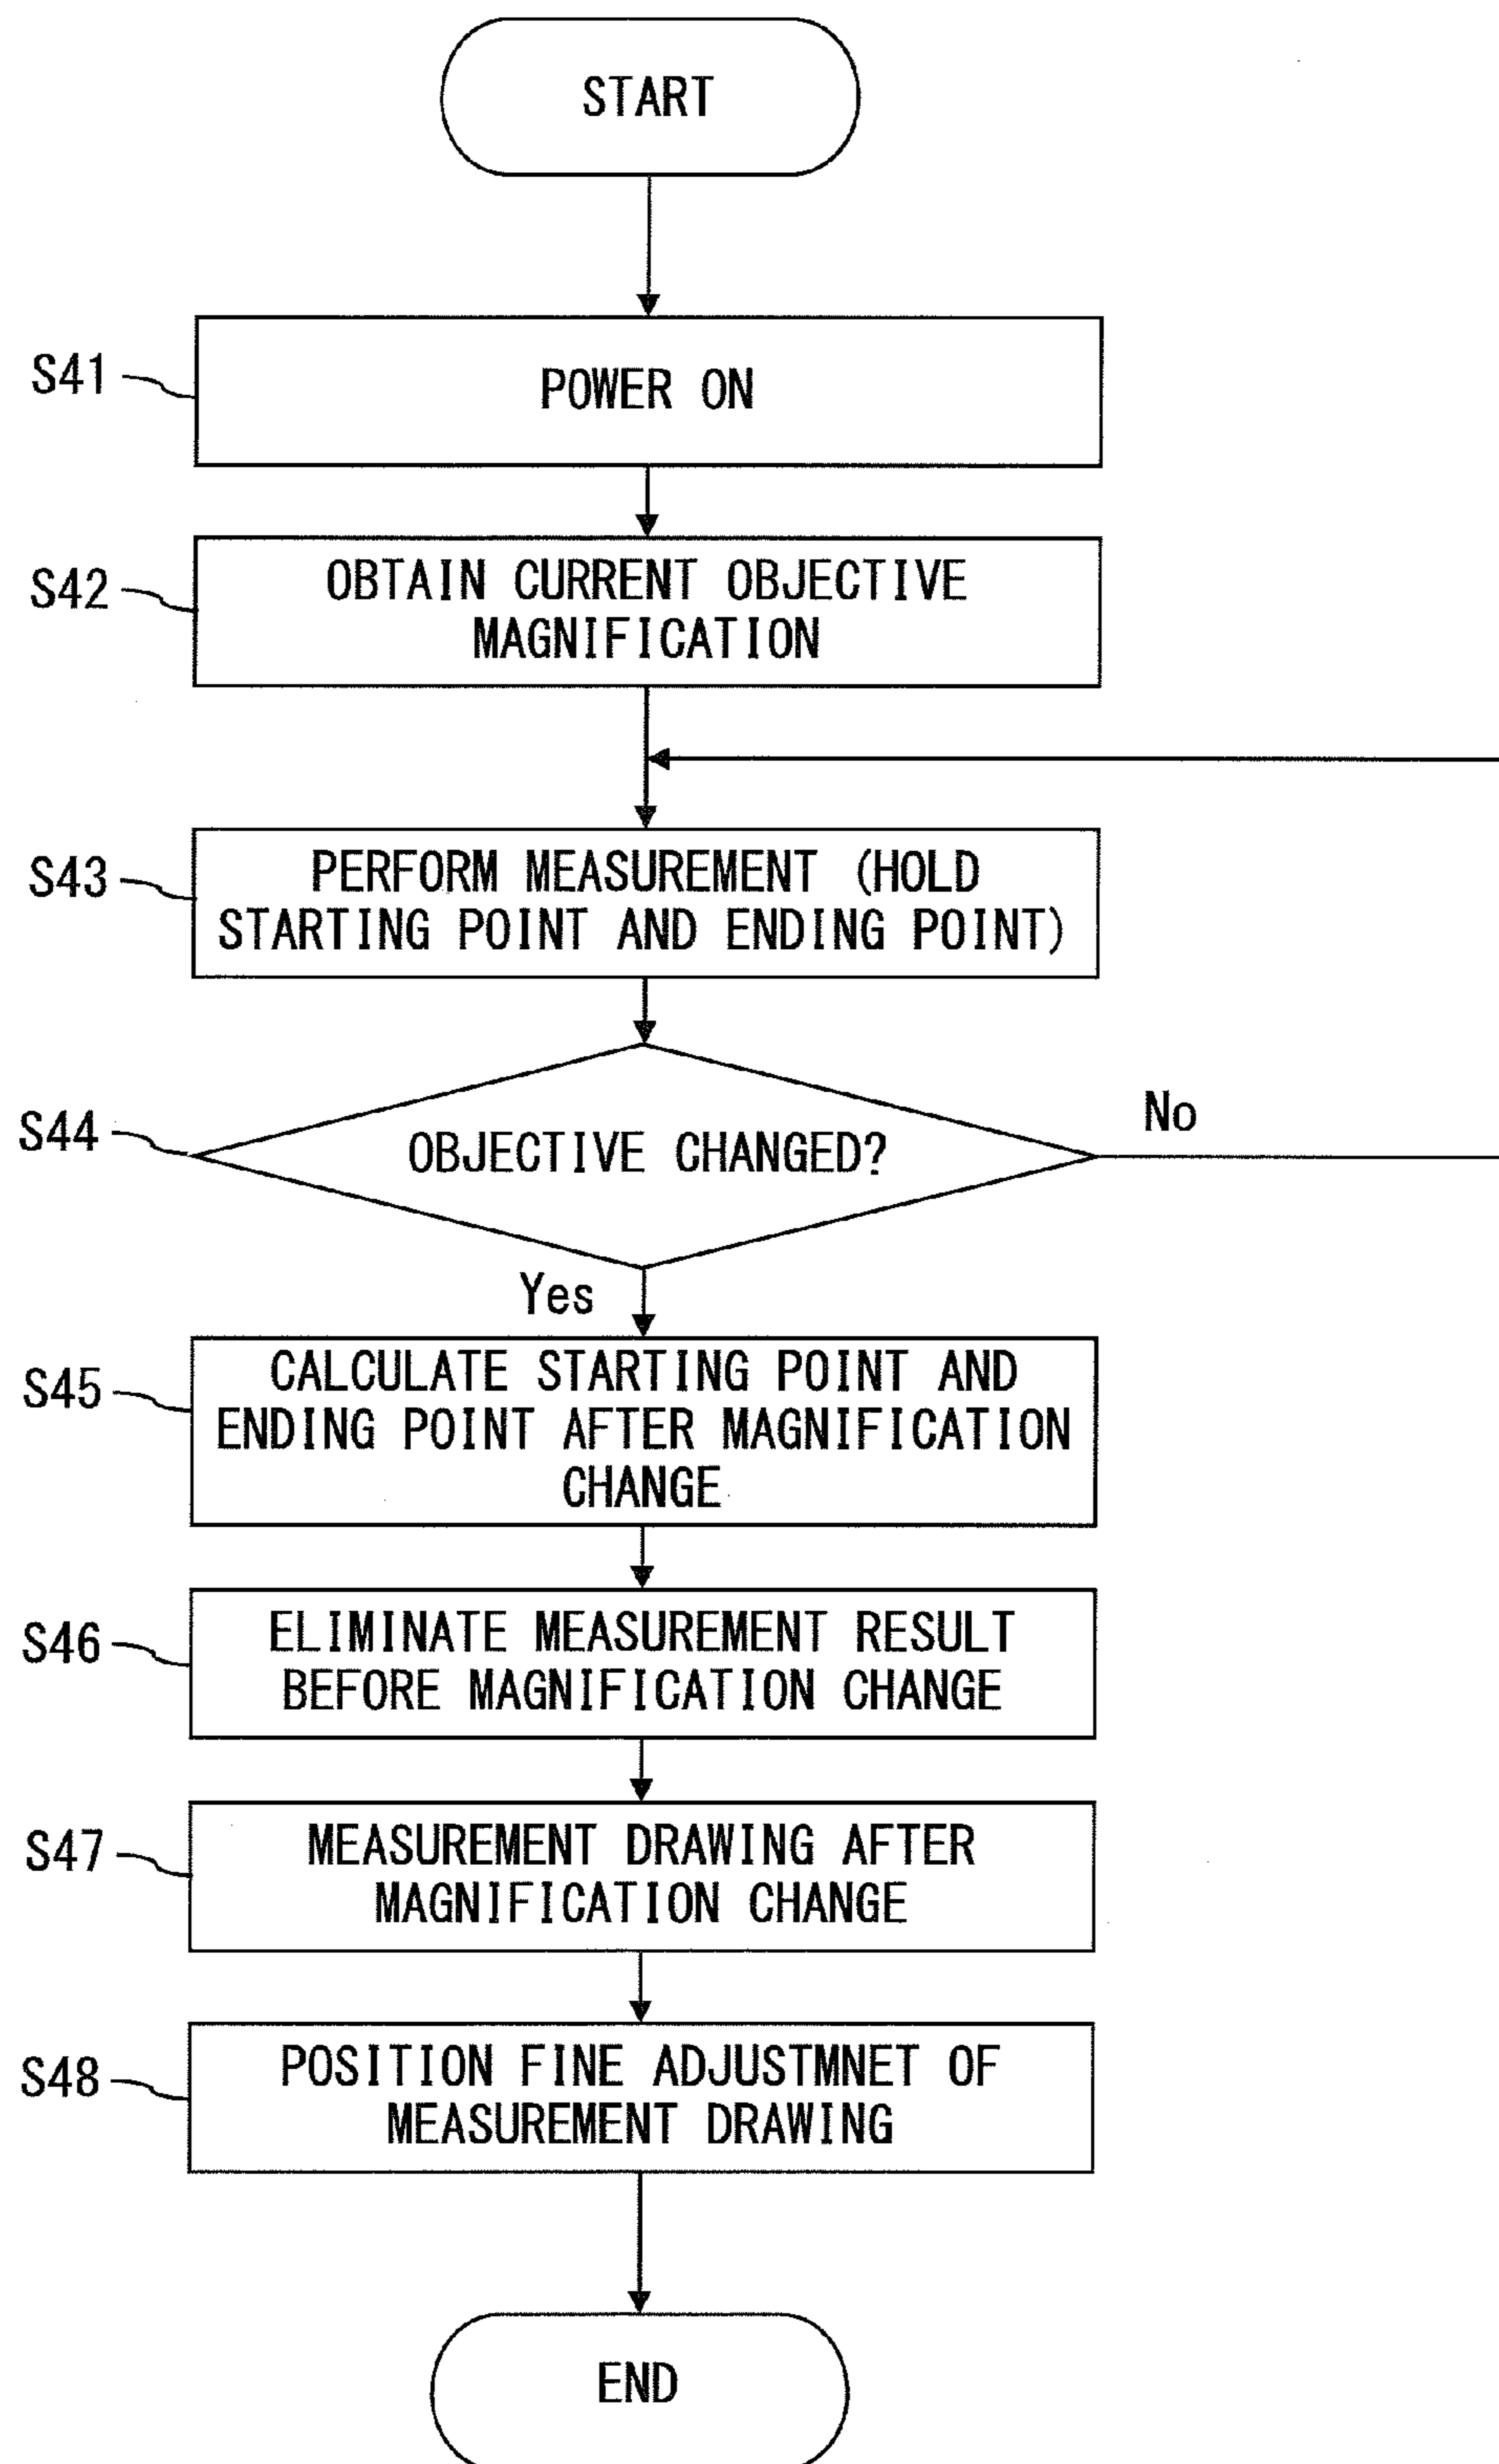 START
S41
POWER ON
S42
OBTAIN CURRENT OBJECTIVE
MAGNIFICATION
S43
PERFORM MEASUREMENT (HOLD
STARTING POINT AND ENDING POINT)
S44
OBJECTIVE CHANGED?
No
Yes
S45
CALCULATE STARTING POINT AND
ENDING POINT AFTER MAGNIFICATION
CHANGE
S46
ELIMINATE MEASUREMENT RESULT
BEFORE MAGNIFICATION CHANGE
S47
MEASUREMENT DRAWING AFTER
MAGNIFICATION CHANGE
S48
POSITION FINE ADJUSTMNET OF
MEASUREMENT DRAWING
END